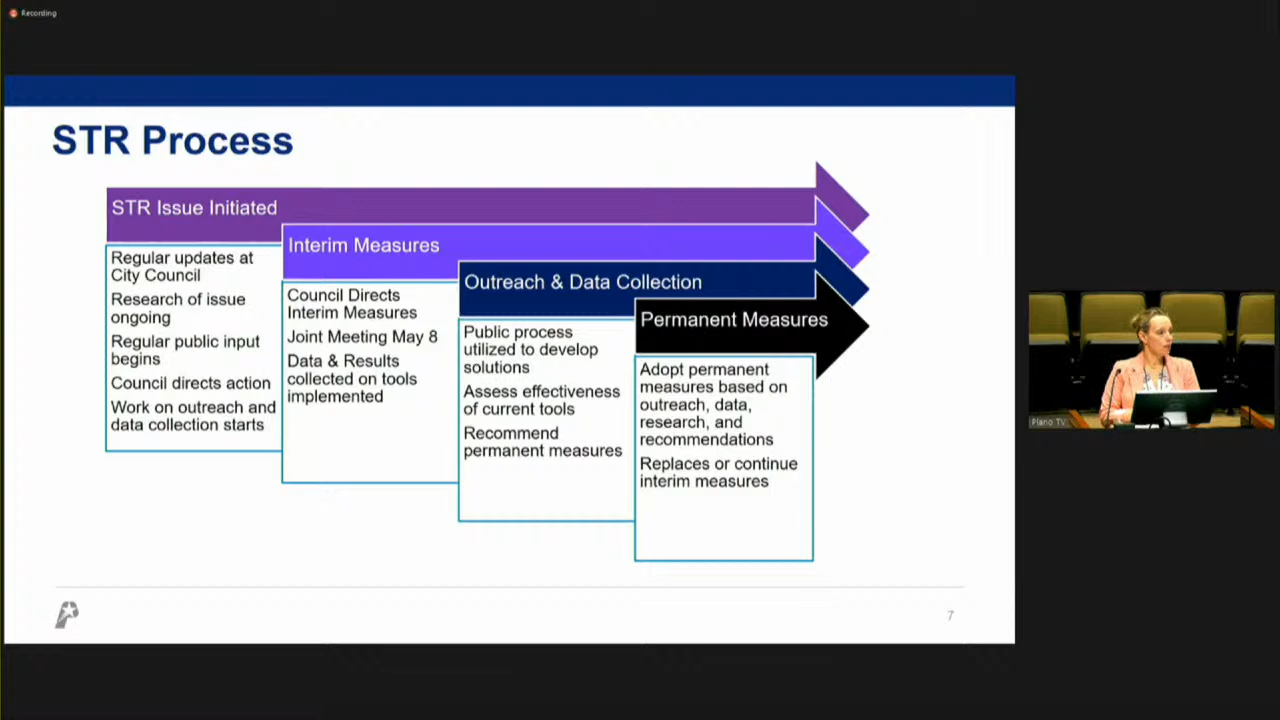 Recording
STR Process
STR Issue Initiated
Regular updates at
City Council
Research of issue
ongoing
Regular public input
begins
Council directs action
Work on outreach and
data collection starts
Interim Measures
Council Directs
Interim Measures
Joint Meeting May 8
Data & Results
collected on tools
implemented
Outreach & Data Collection
Public process
utilized to develop
solutions
Assess effectiveness
of current tools
Recommend
permanent measures
Permanent Measures
Adopt permanent
measures based on
outreach, data,
research, and
recommendations
Replaces or continue
interim measures
7
Plano TV